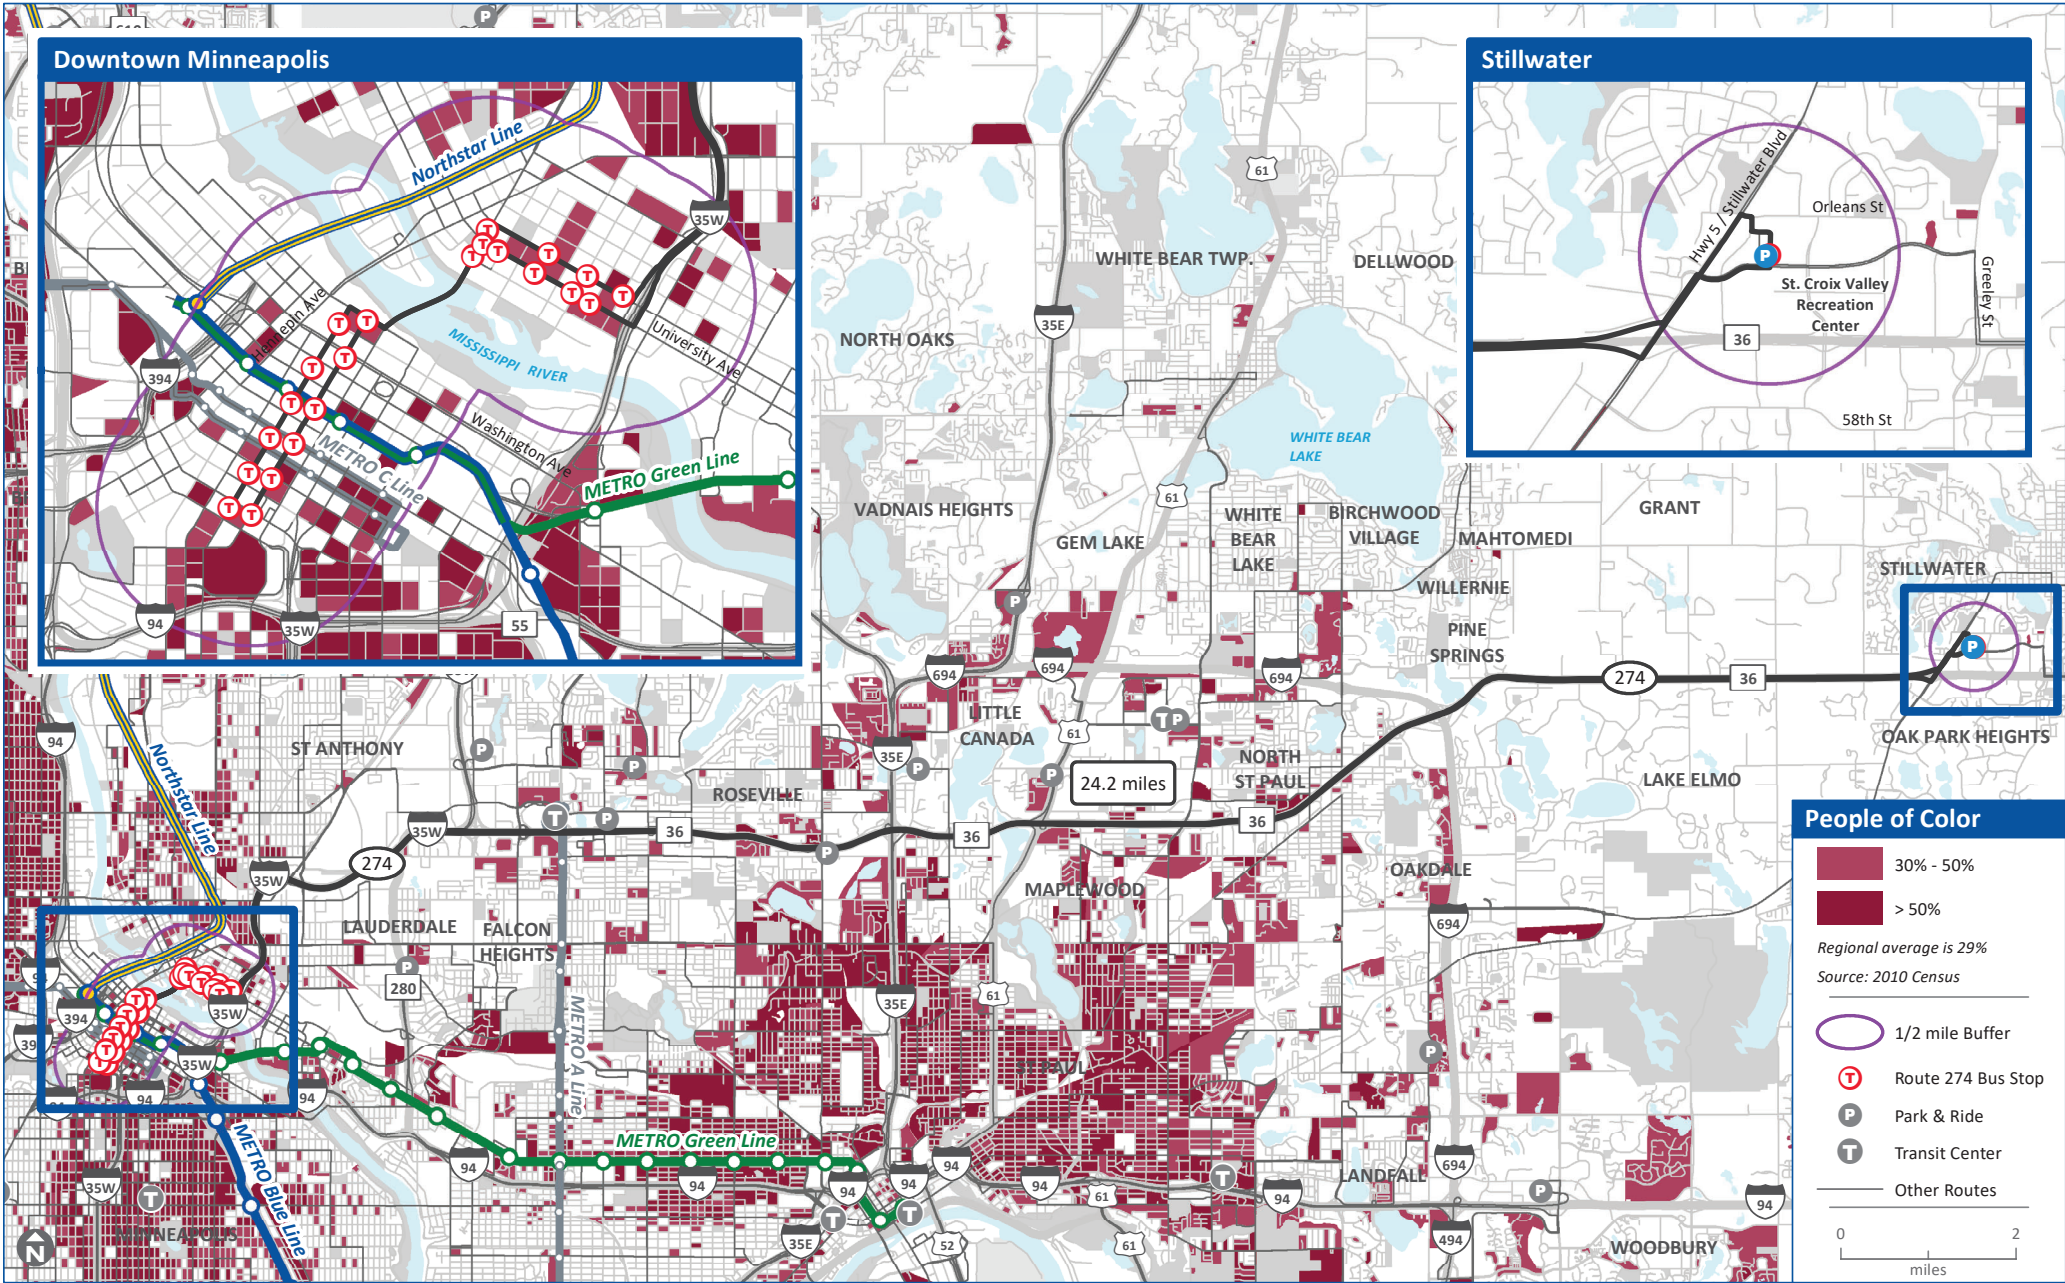 Downtown Minneapolis
Northstar Line
35W
Hennepin Ave
MISSISSIPPI RIVER
University Ave
394
Washington Ave
METRO C Line
METRO Green Line
94
35W
55
T
P
Stillwater
Hwy 5 / Stillwater Blvd
Orleans St
P
St. Croix Valley
Recreation
Center
Greeley St
36
58th St
61
WHITE BEAR TWP.
DELLWOOD
35E
NORTH OAKS
WHITE BEAR
LAKE
61
VADNAIS HEIGHTS
GEM LAKE
WHITE
BEAR
LAKE
BIRCHWOOD
VILLAGE
MAHTOMEDI
GRANT
WILLERNIE
STILLWATER
PINE
SPRINGS
694
694
694
274
36
LITTLE
CANADA
61
35E
NORTH
ST PAUL
24.2 miles
OAK PARK HEIGHTS
LAKE ELMO
94
Northstar Line
ST ANTHONY
ROSEVILLE
35W
36
36
36
274
35W
MAPLEWOOD
OAKDALE
LAUDERDALE
FALCON
HEIGHTS
694
280
35E
61
394
35W
35W
94
94
METRO A Line
ST PAUL
METRO Green Line
METRO Blue Line
94
94
94
94
94
94
61
LANDFALL
94
694
94
35W
MINNEAPOLIS
35E
52
61
494
WOODBURY
N
People of Color
30% - 50%
> 50%
Regional average is 29%
Source: 2010 Census
1/2 mile Buffer
T Route 274 Bus Stop
P Park & Ride
T Transit Center
Other Routes
0 2
miles